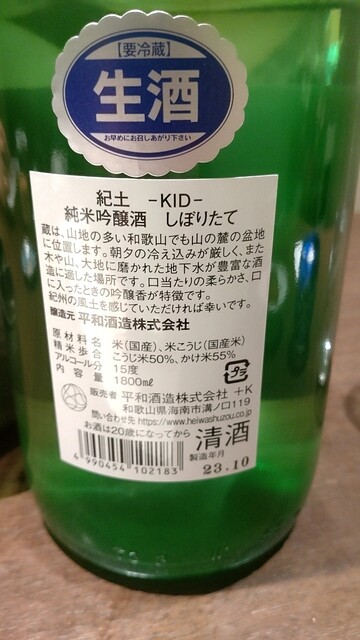 【要冷蔵】
生酒
お早めにお召しあがり下さい
紀土 -KID-
純米吟醸酒 しぼりたて
蔵は、山地の多い和歌山でも山の麓の盆地
に位置します。朝夕の冷え込みが厳しく、また
木や山、大地に磨かれた地下水が豊富な酒
造に適した場所です。口当たりの柔らかさ、口
に入ったときの吟醸香が特徴です。
紀州の風土を感じていただければ幸いです。
醸造元 平和酒造株式会社
原材料名 米(国産)、米こうじ(国産米)
精米歩合 こうじ米50%、かけ米55%
アルコール分 15度
内容量 1800mℓ
プラ
販売者 平和酒造株式会社 +K
和歌山県海南市溝ノ口119
問い合わせ先 https://www.heiwashuzou.co.jp
お酒は20歳になってから 清酒
4 990454 102183
製造年月
23.10